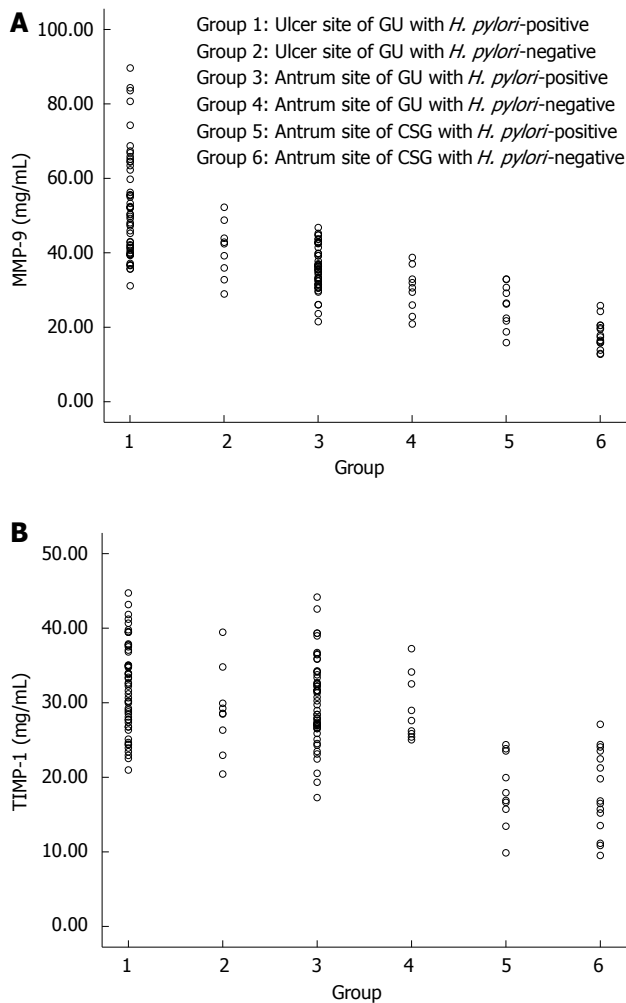 A
100.00
80.00
60.00
40.00
20.00
0.00
MMP-9 (mg/mL)
Group 1: Ulcer site of GU with H. pylori-positive
Group 2: Ulcer site of GU with H. pylori-negative
Group 3: Antrum site of GU with H. pylori-positive
Group 4: Antrum site of GU with H. pylori-negative
Group 5: Antrum site of CSG with H. pylori-positive
Group 6: Antrum site of CSG with H. pylori-negative
1 2 3 4 5 6
Group
B
50.00
40.00
30.00
20.00
10.00
0.00
TIMP-1 (mg/mL)
1 2 3 4 5 6
Group